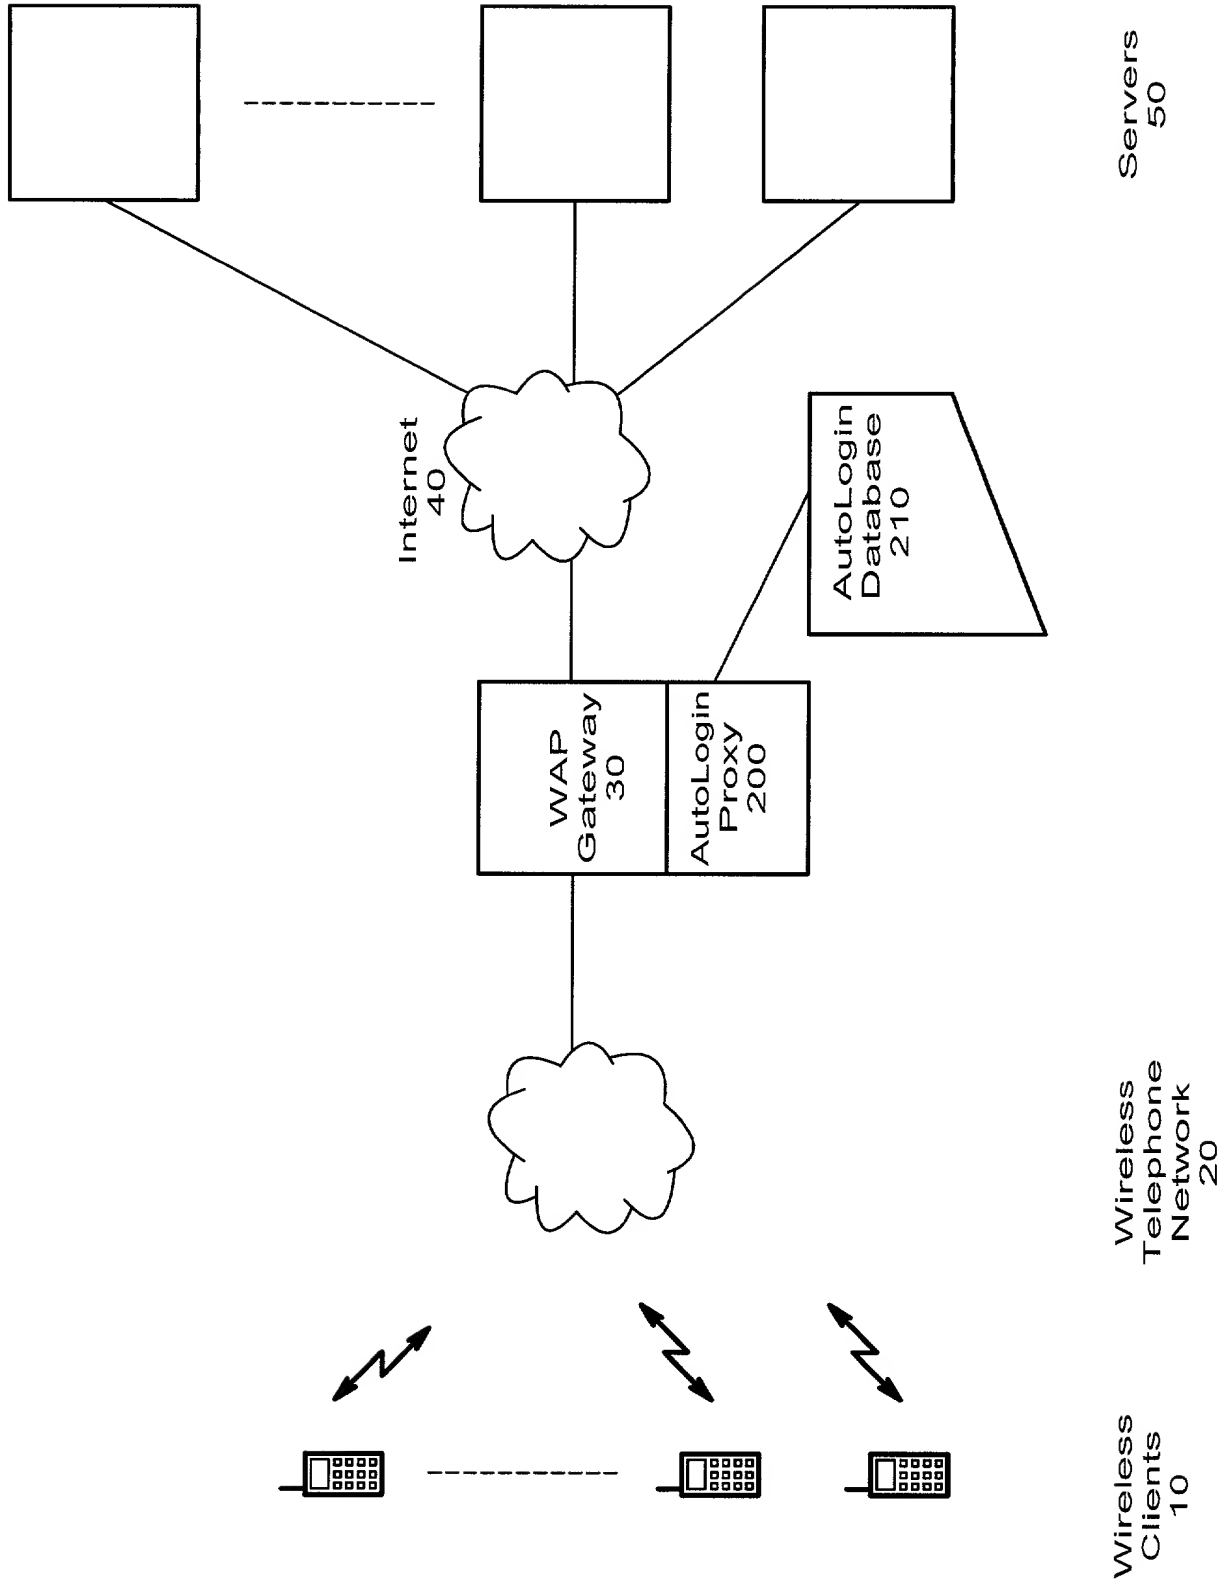 Internet
40
WAP
Gateway
30
AutoLogin
Proxy
200
AutoLogin
Database
210
Wireless
Clients
10
Wireless
Telephone
Network
20
Servers
50